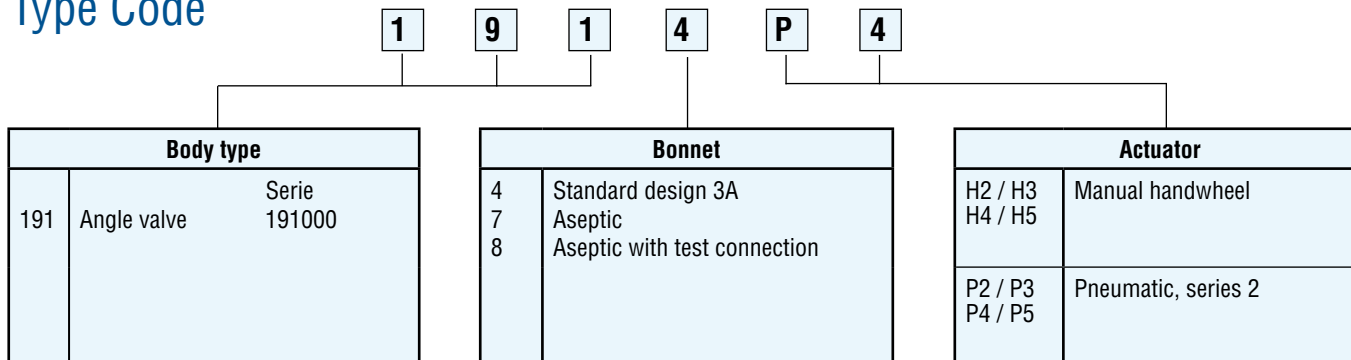 Type Code
1 9 1 4 P 4
Body type
Serie
191 Angle valve 191000
Bonnet
4 Standard design 3A
7 Aseptic
8 Aseptic with test connection
Actuator
H2 / H3 Manual handwheel
H4 / H5
P2 / P3 Pneumatic, series 2
P4 / P5